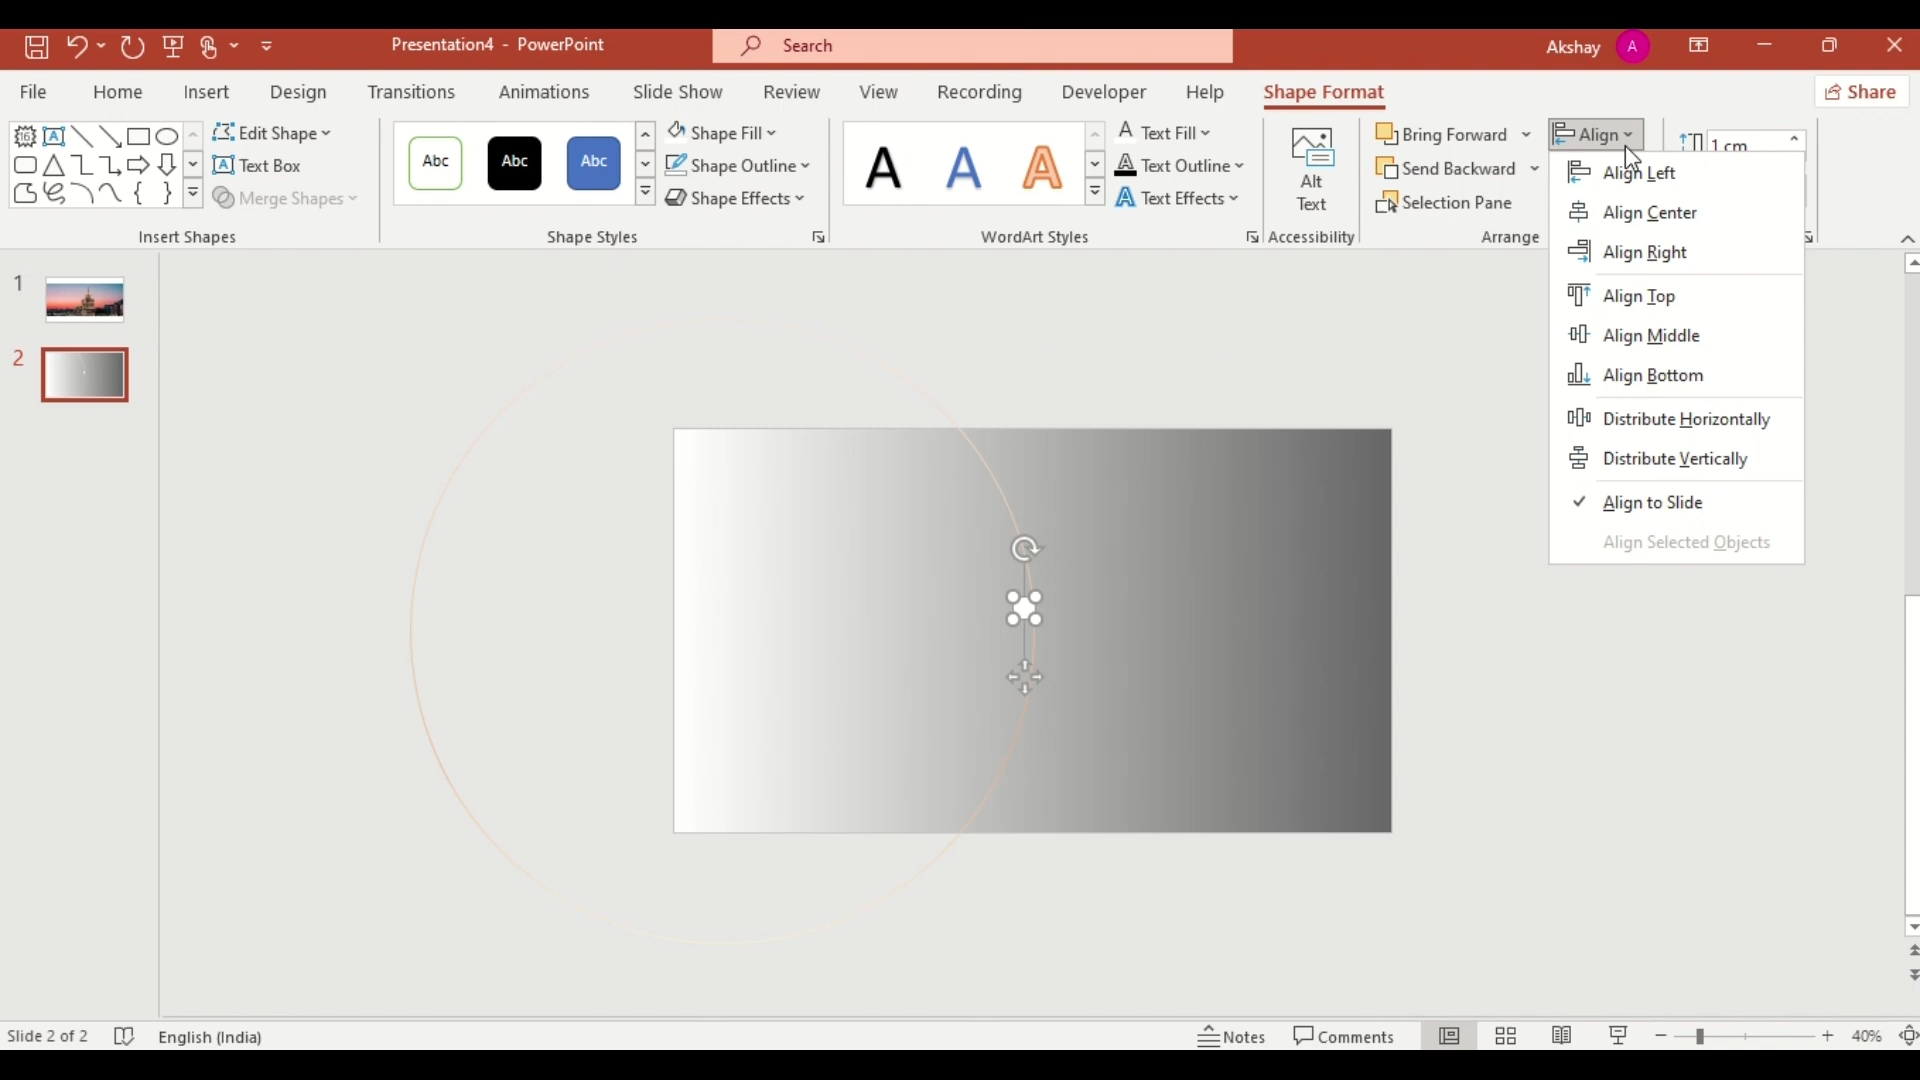 Presentation4 - PowerPoint
Search
Akshay A
File Home Insert Design Transitions Animations Slide Show Review View Recording Developer Help Shape Format Share
Edit Shape
Text Box
Merge Shapes
Insert Shapes
Abc Abc Abc
Shape Fill
Shape Outline
Shape Effects
Shape Styles
A A A
Text Fill
Text Outline
Text Effects
WordArt Styles
Alt
Text
Accessibility
Bring Forward
Send Backward
Selection Pane
Arrange
Align
1 cm
Align Left
Align Center
Align Right
Align Top
Align Middle
Align Bottom
Distribute Horizontally
Distribute Vertically
Align to Slide
Align Selected Objects
1
2
Slide 2 of 2 English (India) Notes Comments 40%